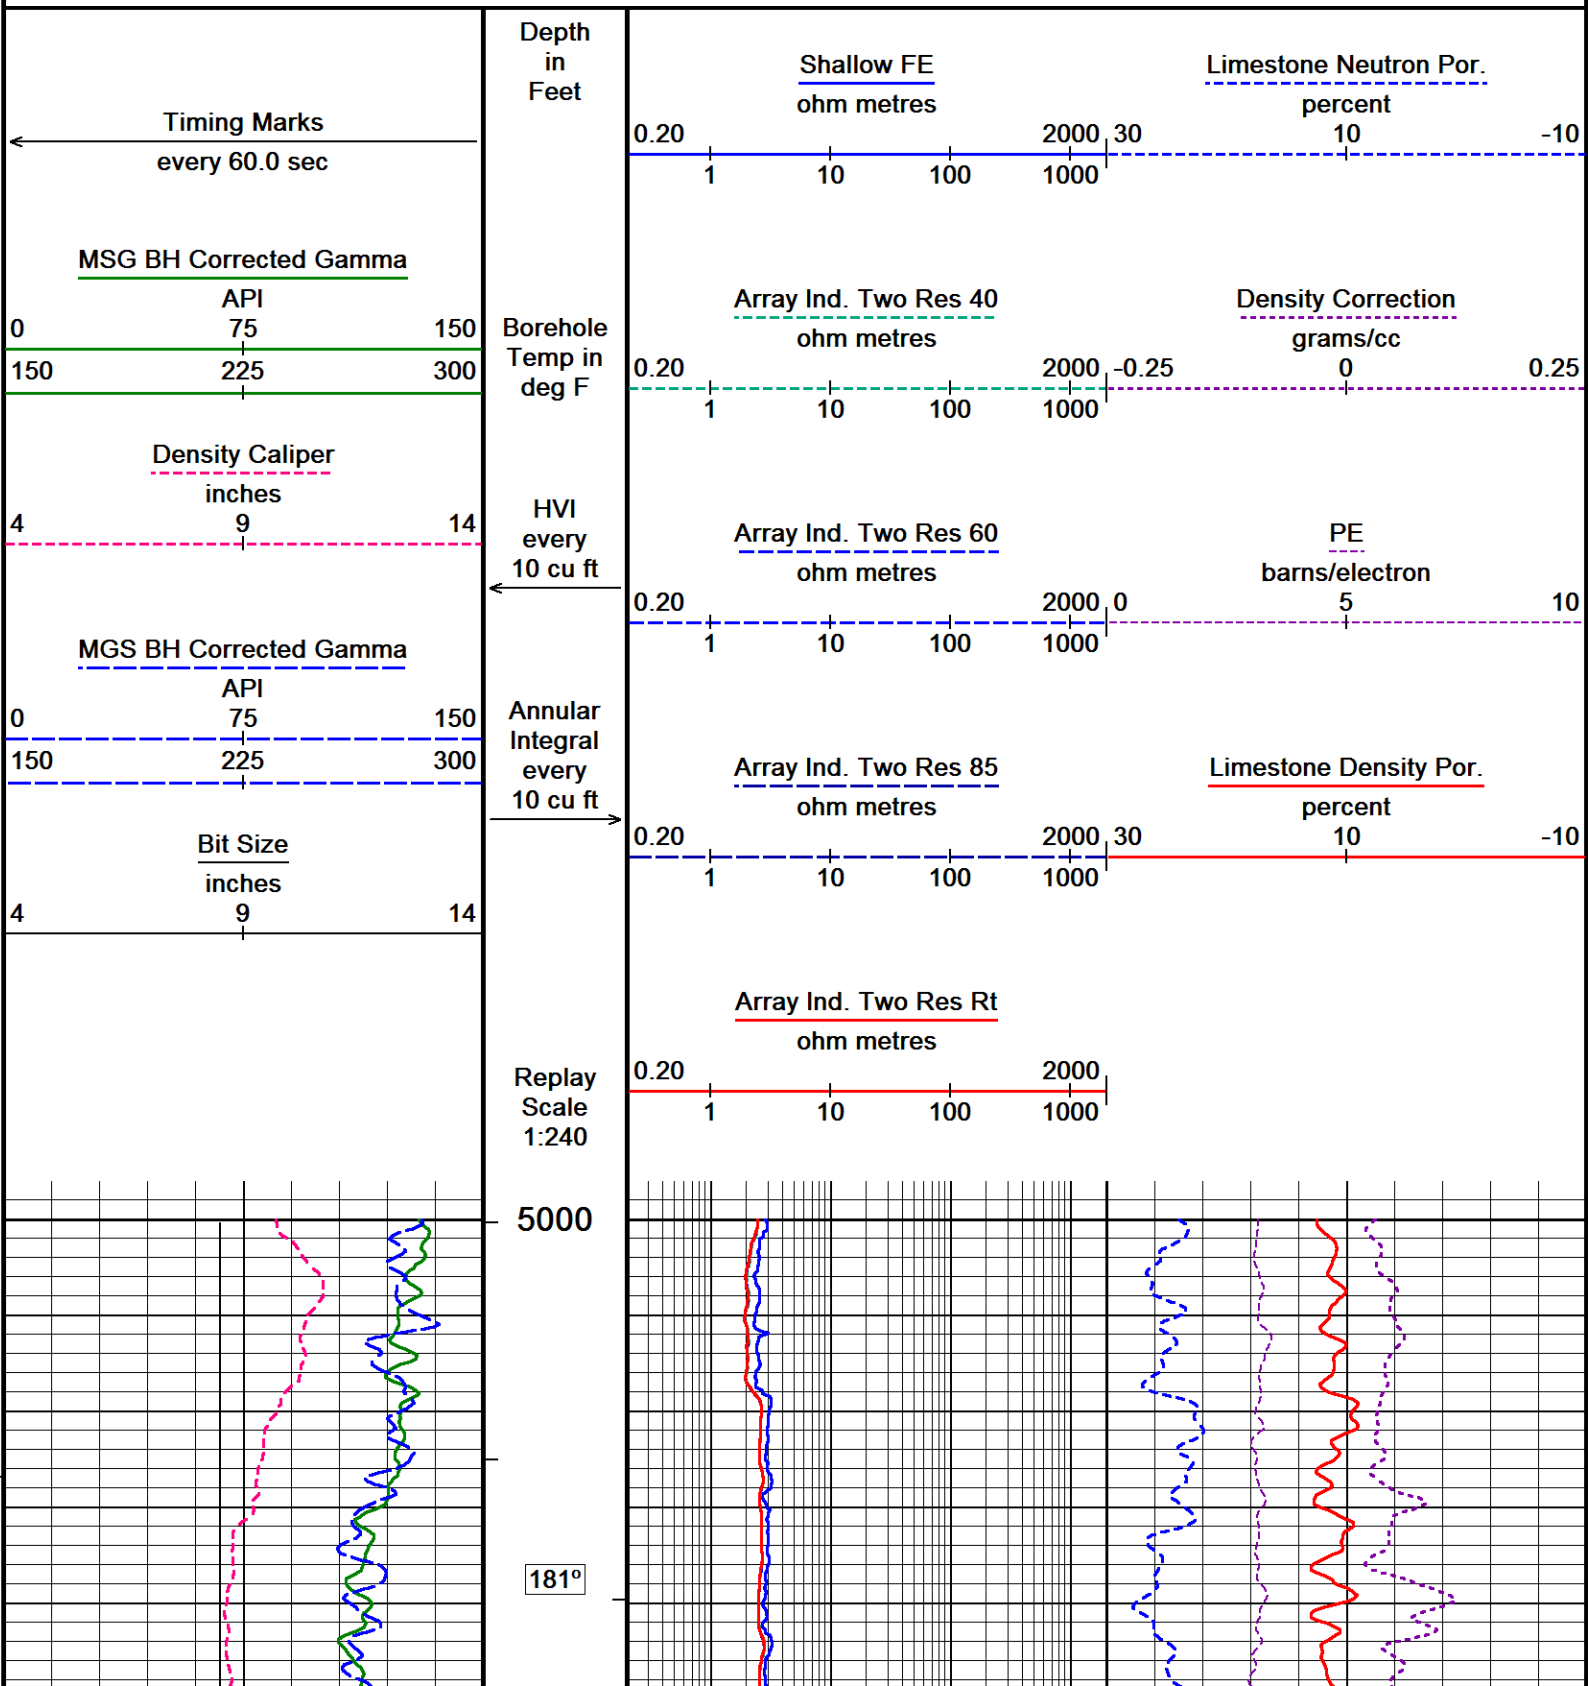 Timing Marks
every 60.0 sec
MSG BH Corrected Gamma
API
0 75 150
150 225 300
Density Caliper
inches
4 9 14
MGS BH Corrected Gamma
API
0 75 150
150 225 300
Bit Size
inches
4 9 14
Depth
in
Feet
Borehole
Temp in
deg F
HVI
every
10 cu ft
Annular
Integral
every
10 cu ft
Replay
Scale
1:240
5000
181º
Shallow FE
ohm metres
0.20 2000
1 10 100 1000
Array Ind. Two Res 40
ohm metres
0.20 2000
1 10 100 1000
Array Ind. Two Res 60
ohm metres
0.20 2000
1 10 100 1000
Array Ind. Two Res 85
ohm metres
0.20 2000
1 10 100 1000
Array Ind. Two Res Rt
ohm metres
0.20 2000
1 10 100 1000
Limestone Neutron Por.
percent
30 10 -10
Density Correction
grams/cc
-0.25 0 0.25
PE
barns/electron
0 5 10
Limestone Density Por.
percent
30 10 -10